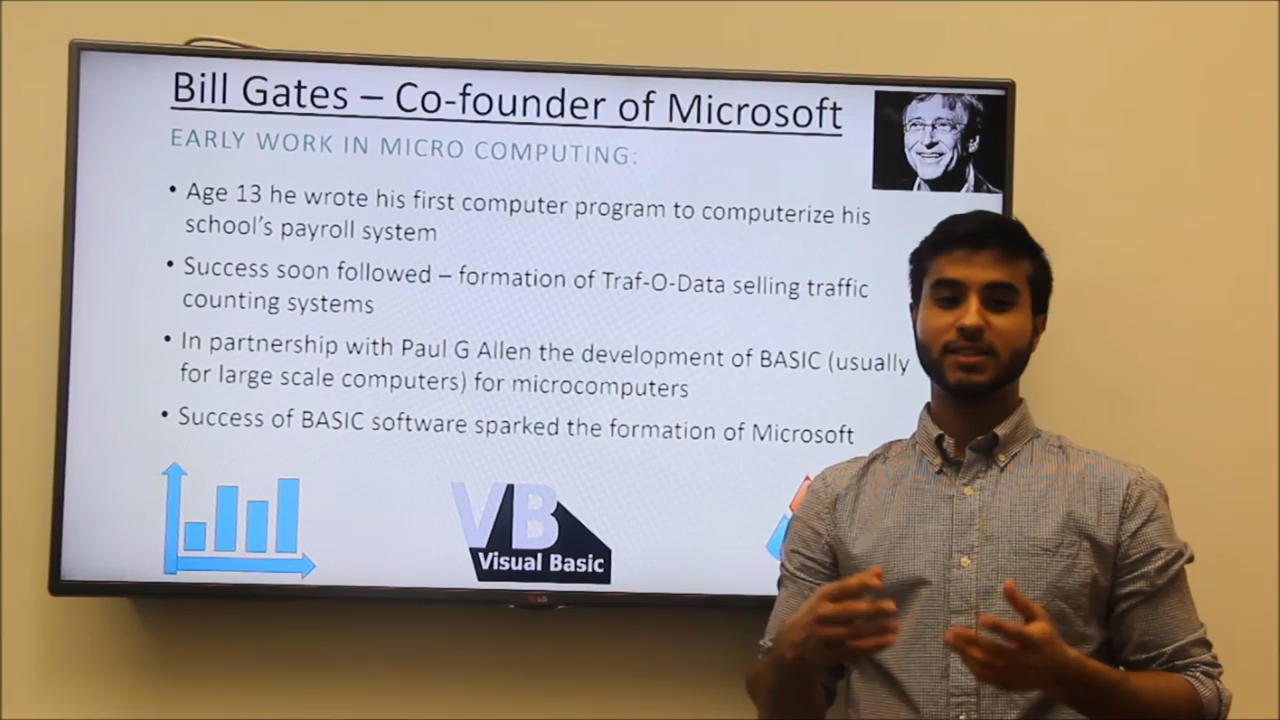 Bill Gates – Co-founder of Microsoft
EARLY WORK IN MICRO COMPUTING:
• Age 13 he wrote his first computer program to computerize his
school's payroll system
• Success soon followed – formation of Traf-O-Data selling traffic
counting systems
• In partnership with Paul G Allen the development of BASIC (usually
for large scale computers) for microcomputers
• Success of BASIC software sparked the formation of Microsoft
VB
Visual Basic
LG